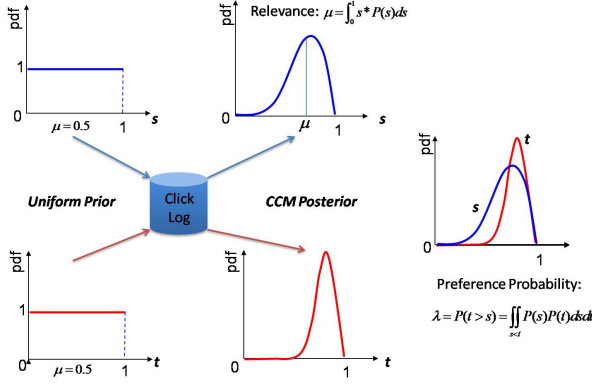 pdf
1
0
μ = 0.5
1
s
Relevance: μ = ∫₀¹ s* P(s)ds
pdf
0
μ
1
s
Uniform Prior
Click
Log
CCM Posterior
pdf
1
0
μ = 0.5
1
t
pdf
0
1
t
pdf
t
s
0
1
Preference Probability:
λ = P(t > s) = ∬ P(s)P(t)dsdt
s<t